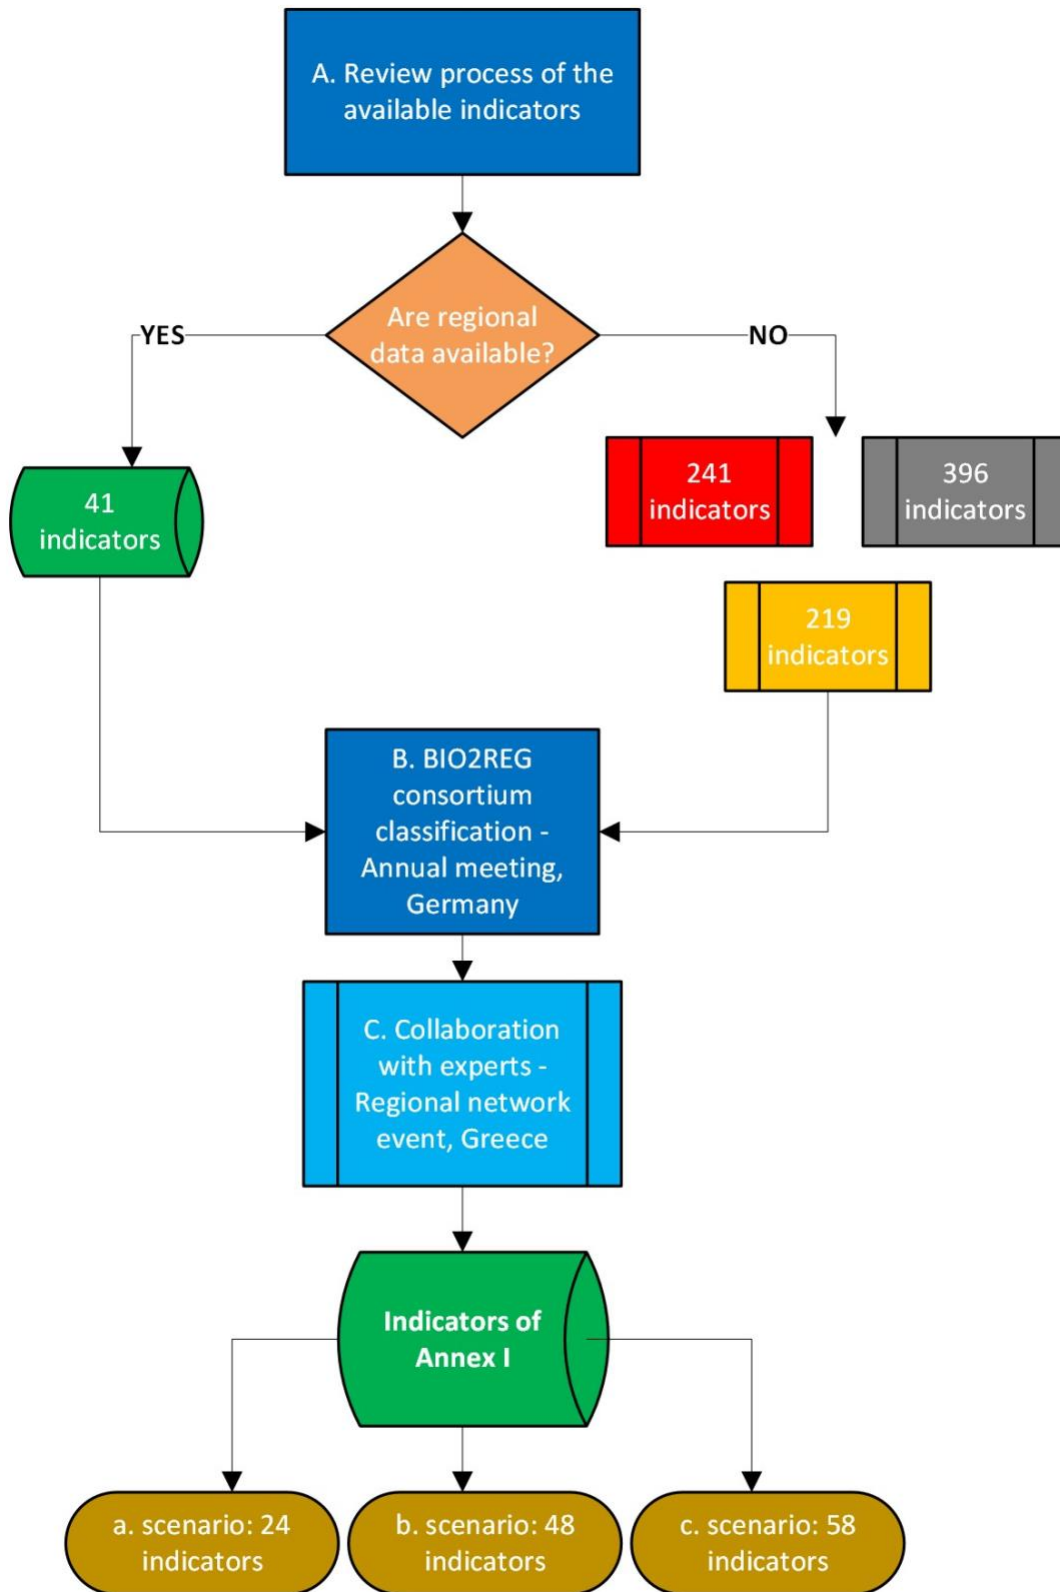 A. Review process of the
available indicators
Are regional
data available?
YES
NO
41
indicators
241
indicators
396
indicators
219
indicators
B. BIO2REG
consortium
classification -
Annual meeting,
Germany
C. Collaboration
with experts -
Regional network
event, Greece
Indicators of
Annex I
a. scenario: 24
indicators
b. scenario: 48
indicators
c. scenario: 58
indicators